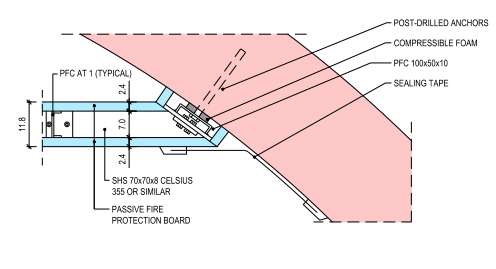 POST-DRILLED ANCHORS
COMPRESSIBLE FOAM
PFC 100x50x10
SEALING TAPE
PFC AT 1 (TYPICAL)
2.4
11.8
7.0
2.4
SHS 70x70x8 CELSIUS
355 OR SIMILAR
PASSIVE FIRE
PROTECTION BOARD